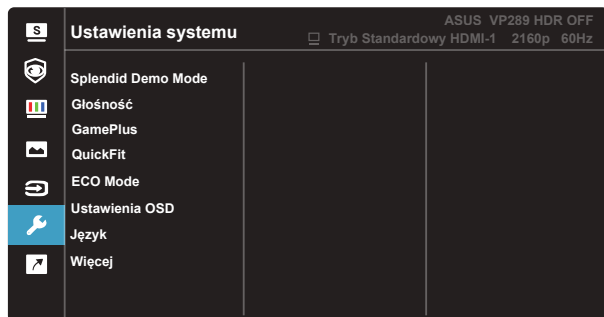 S
Ustawienia systemu
ASUS VP289 HDR OFF
Tryb Standardowy HDMI-1 2160p 60Hz
Splendid Demo Mode
Głośność
GamePlus
QuickFit
ECO Mode
Ustawienia OSD
Język
Więcej